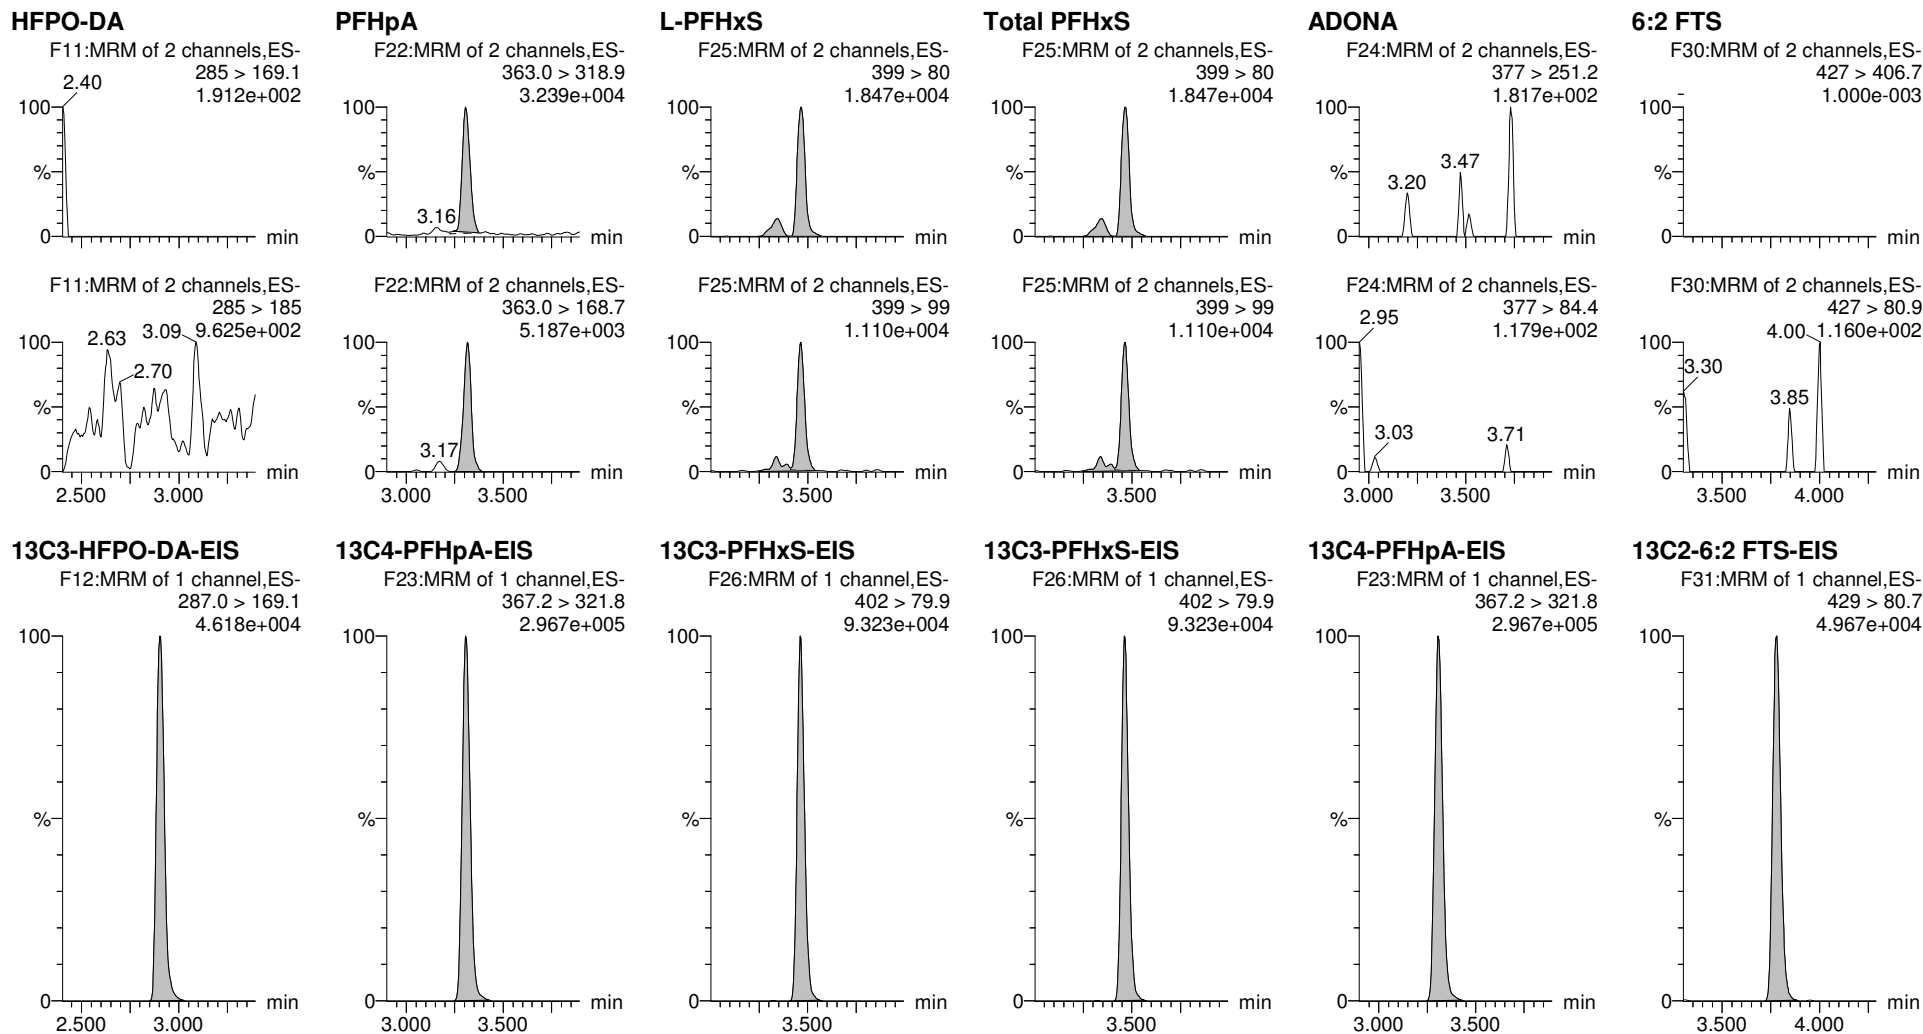 HFPO-DA
F11:MRM of 2 channels,ES-
285 > 169.1
1.912e+002
2.40
100
%
0
min
PFHpA
F22:MRM of 2 channels,ES-
363.0 > 318.9
3.239e+004
100
%
3.16
0
min
L-PFHxS
F25:MRM of 2 channels,ES-
399 > 80
1.847e+004
100
%
0
min
Total PFHxS
F25:MRM of 2 channels,ES-
399 > 80
1.847e+004
100
%
0
min
ADONA
F24:MRM of 2 channels,ES-
377 > 251.2
1.817e+002
100
%
3.20
3.47
0
min
6:2 FTS
F30:MRM of 2 channels,ES-
427 > 406.7
1.000e-003
100
%
0
min
F11:MRM of 2 channels,ES-
285 > 185
9.625e+002
100
2.63
3.09
2.70
%
0
2.500
3.000
F22:MRM of 2 channels,ES-
363.0 > 168.7
5.187e+003
100
%
3.17
0
min
3.000
3.500
F25:MRM of 2 channels,ES-
399 > 99
1.110e+004
100
%
0
min
3.500
F25:MRM of 2 channels,ES-
399 > 99
1.110e+004
100
%
0
min
3.500
F24:MRM of 2 channels,ES-
377 > 84.4
1.179e+002
2.95
100
%
3.03
3.71
0
min
3.000
3.500
F30:MRM of 2 channels,ES-
427 > 80.9
1.160e+002
4.00
100
3.30
3.85
%
0
min
3.500
4.000
13C3-HFPO-DA-EIS
F12:MRM of 1 channel,ES-
287.0 > 169.1
4.618e+004
100
%
0
min
2.500
3.000
13C4-PFHpA-EIS
F23:MRM of 1 channel,ES-
367.2 > 321.8
2.967e+005
100
%
0
min
3.000
3.500
13C3-PFHxS-EIS
F26:MRM of 1 channel,ES-
402 > 79.9
9.323e+004
100
%
0
min
3.500
13C3-PFHxS-EIS
F26:MRM of 1 channel,ES-
402 > 79.9
9.323e+004
100
%
0
min
3.500
13C4-PFHpA-EIS
F23:MRM of 1 channel,ES-
367.2 > 321.8
2.967e+005
100
%
0
min
3.000
3.500
13C2-6:2 FTS-EIS
F31:MRM of 1 channel,ES-
429 > 80.7
4.967e+004
100
%
0
min
3.500
4.000